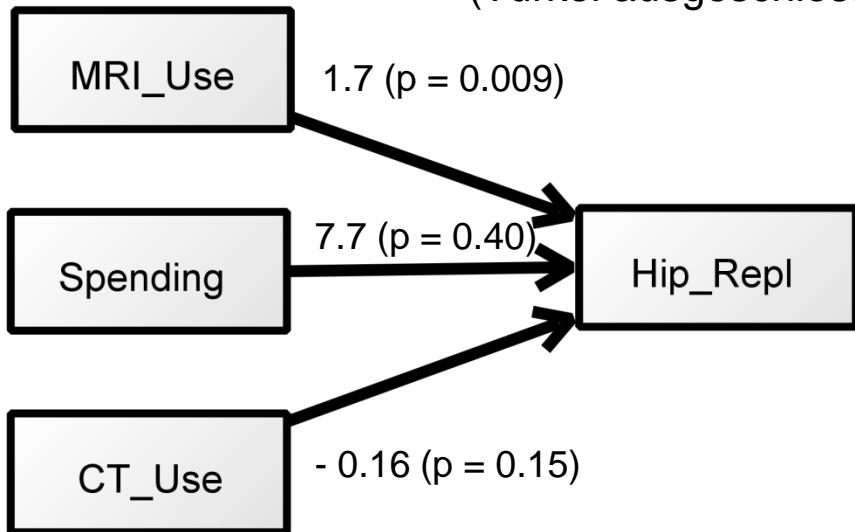 MRI_Use
1.7 (p = 0.009)
Spending
7.7 (p = 0.40)
Hip_Repl
CT_Use
- 0.16 (p = 0.15)